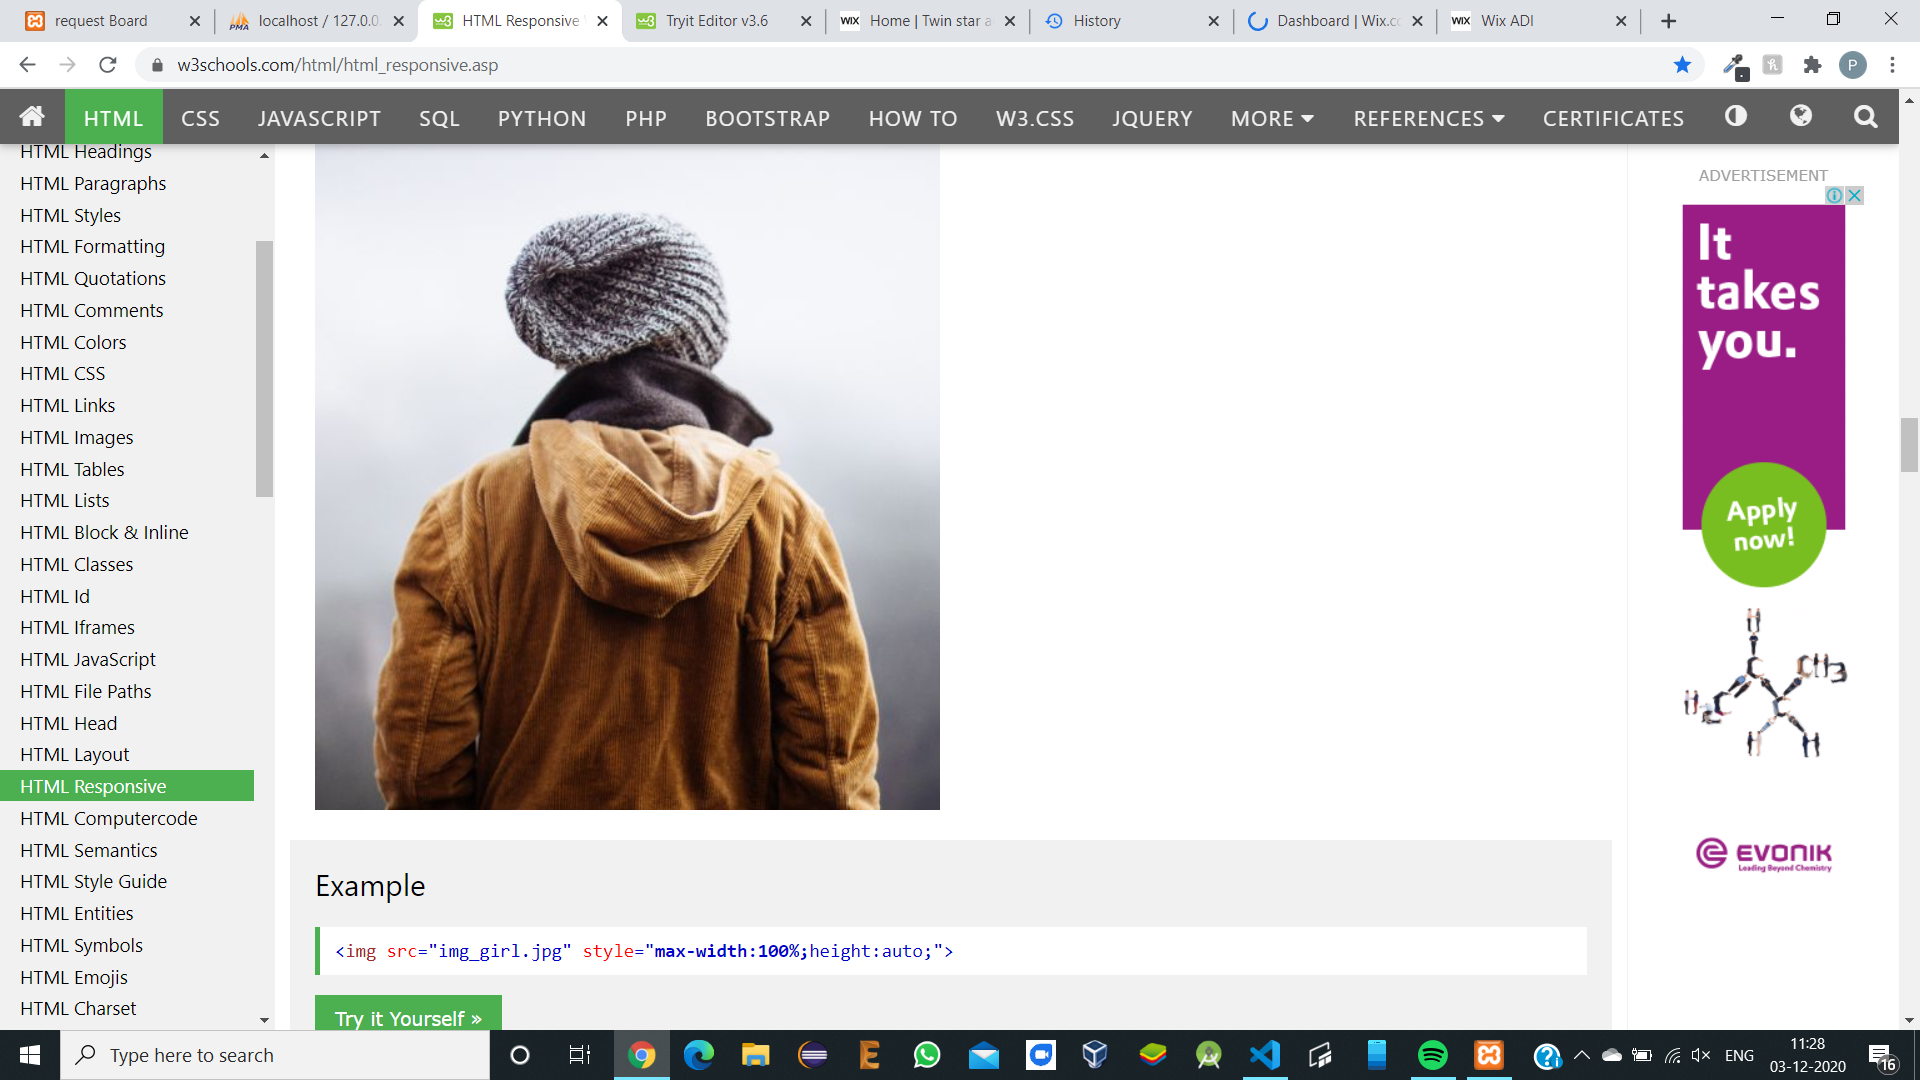 request Board
localhost / 127.0.0.
HTML Responsive
Tryit Editor v3.6
WIX Home | Twin star a
History
Dashboard | Wix.co
WIX Wix ADI
w3schools.com/html/html_responsive.asp
P
HTML CSS JAVASCRIPT SQL PYTHON PHP BOOTSTRAP HOW TO W3.CSS JQUERY MORE REFERENCES CERTIFICATES
HTML Headings
HTML Paragraphs
HTML Styles
HTML Formatting
HTML Quotations
HTML Comments
HTML Colors
HTML CSS
HTML Links
HTML Images
HTML Tables
HTML Lists
HTML Block & Inline
HTML Classes
HTML Id
HTML Iframes
HTML JavaScript
HTML File Paths
HTML Head
HTML Layout
HTML Responsive
HTML Computercode
HTML Semantics
HTML Style Guide
HTML Entities
HTML Symbols
HTML Emojis
HTML Charset
Example
<img src="img_girl.jpg" style="max-width:100%;height:auto;">
Try it Yourself »
ADVERTISEMENT
It
takes
you.
Apply
now!
H
C CH3
H3C C
H H
EVONIK
Leading Beyond Chemistry
Type here to search
ENG
11:28
03-12-2020
16